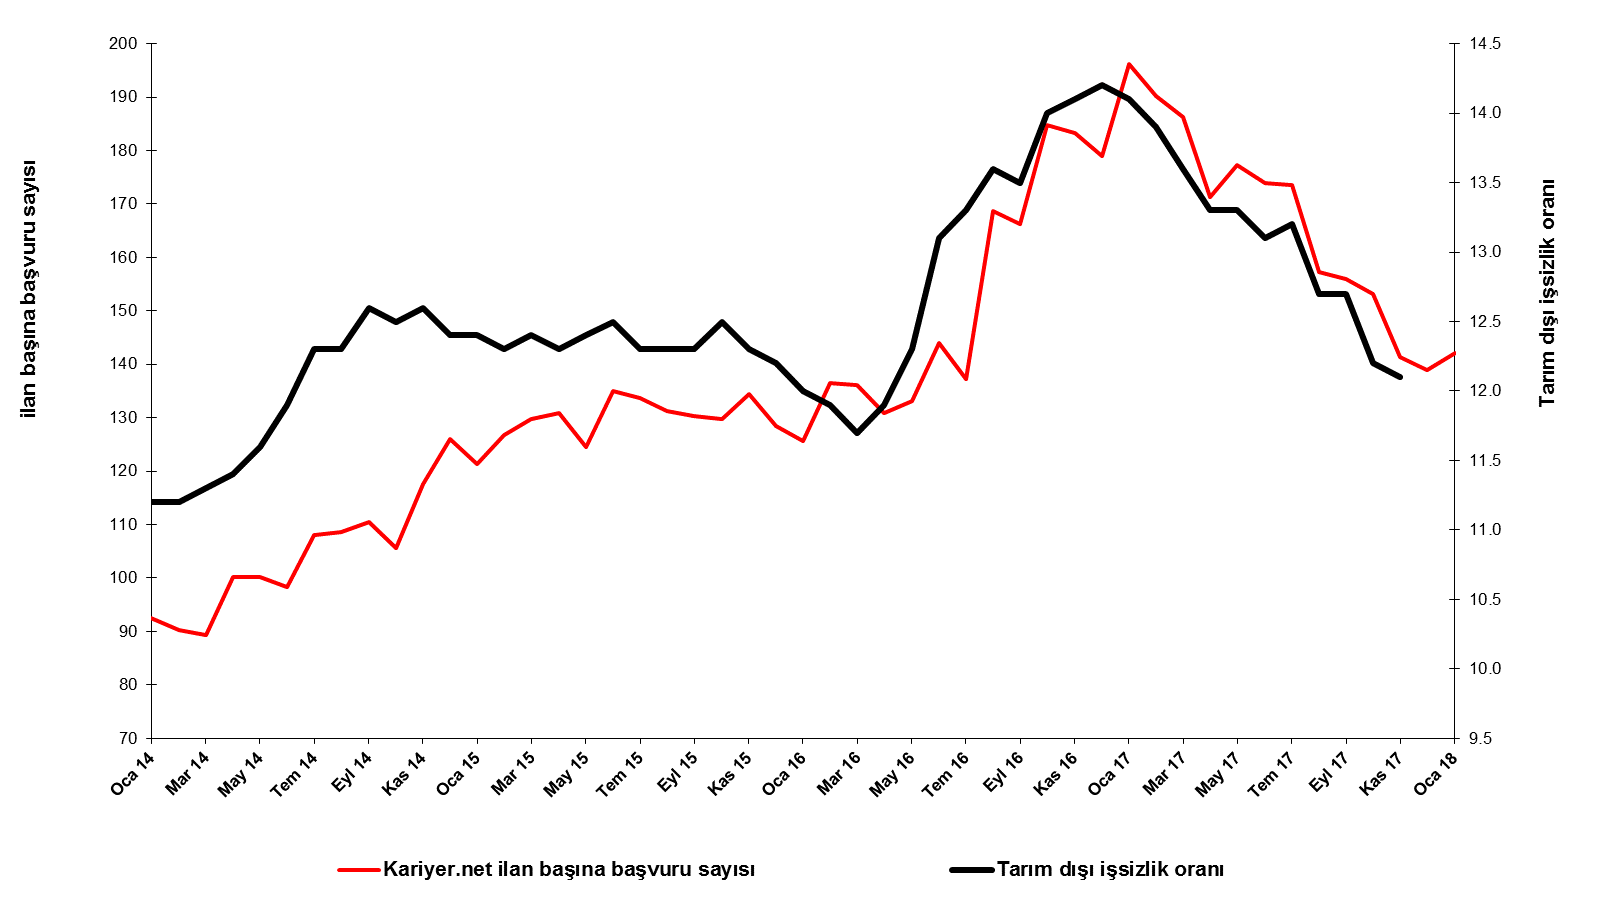 ilan başına başvuru sayısı
200
190
180
170
160
150
140
130
120
110
100
90
80
70
14.5
14.0
13.5
13.0
12.5
12.0
11.5
11.0
10.5
10.0
9.5
Tarım dışı işsizlik oranı
Oca 14
Mar 14
May 14
Tem 14
Eyl 14
Kas 14
Oca 15
Mar 15
May 15
Tem 15
Eyl 15
Kas 15
Oca 16
Mar 16
May 16
Tem 16
Eyl 16
Kas 16
Oca 17
Mar 17
May 17
Tem 17
Eyl 17
Kas 17
Oca 18
Kariyer.net ilan başına başvuru sayısı
Tarım dışı işsizlik oranı